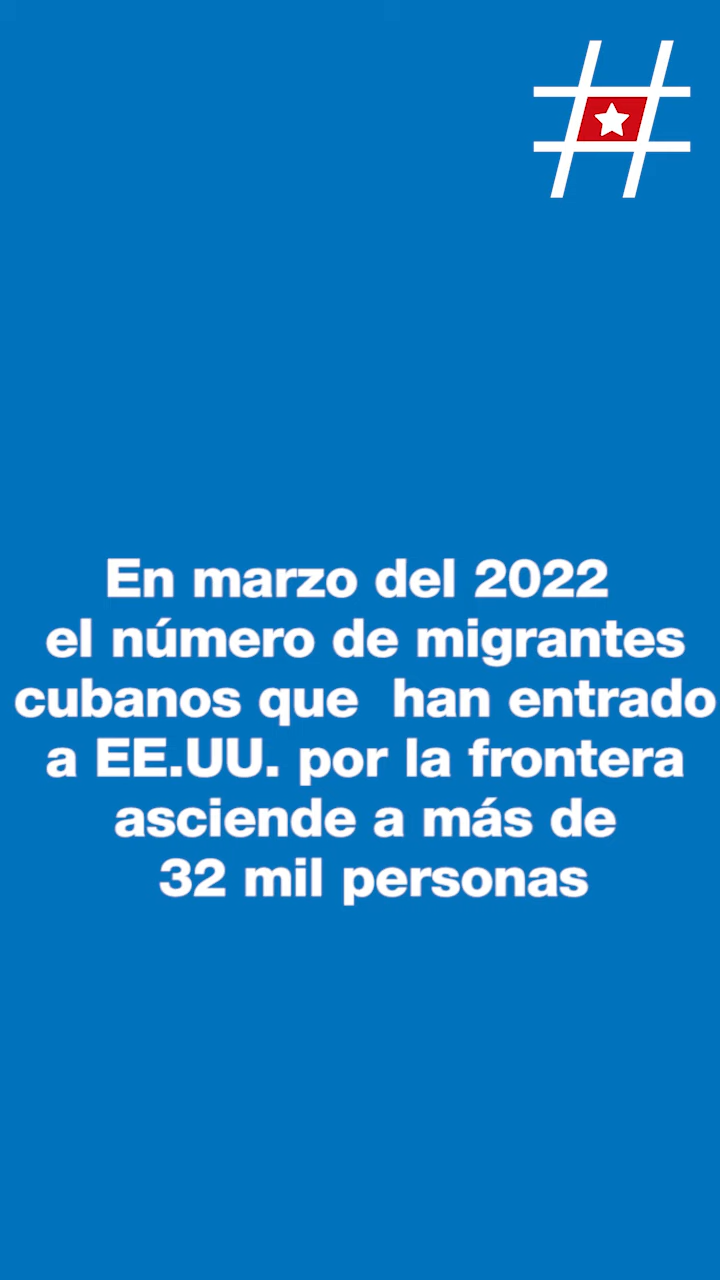 En marzo del 2022
el número de migrantes
cubanos que  han entrado
a EE.UU. por la frontera
asciende a más de
32 mil personas